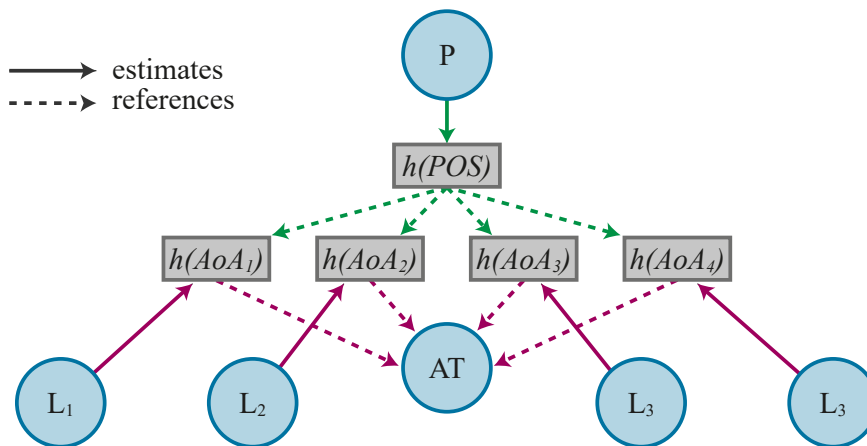 P
estimates
references
h(POS)
h(AoA₁) h(AoA₂) h(AoA₃) h(AoA₄)
AT
L₁ L₂ L₃ L₃